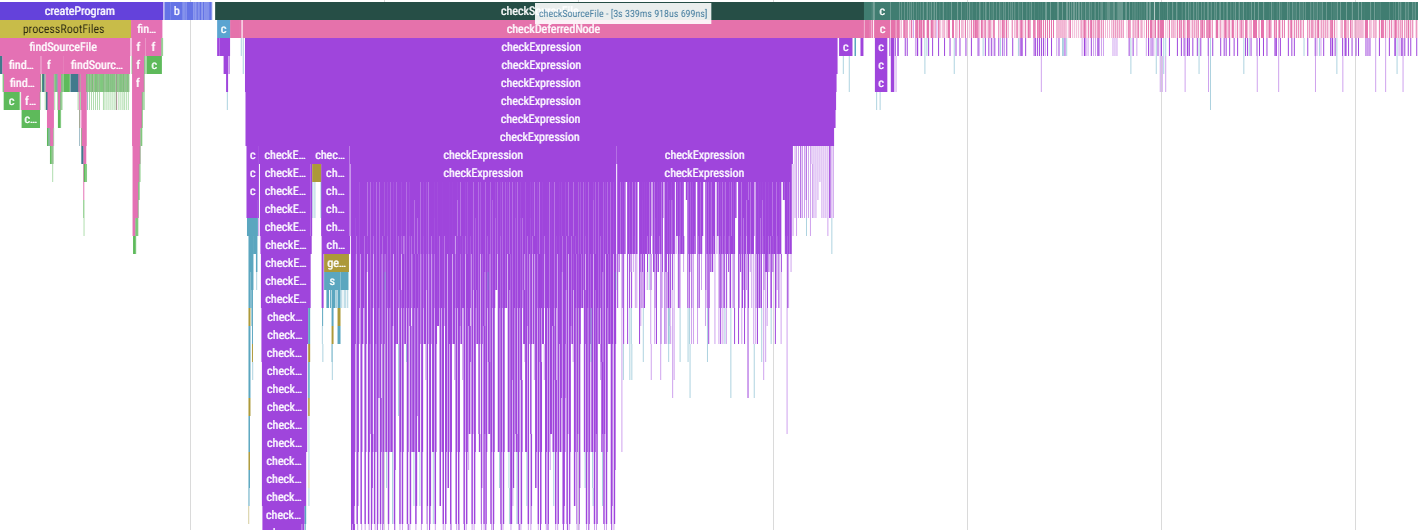 createProgram b checkS checkSourceFile - [3s 339ms 918us 699ns] c
processRootFiles fin... c checkDeferredNode c
findSourceFile f f checkExpression c c
find... f findSourc... f c checkExpression c
find... f checkExpression c
c f... checkExpression
c... checkExpression
checkExpression
c checkE... chec... checkExpression checkExpression
c checkE... ch... checkExpression checkExpression
c checkE... ch...
checkE... ch...
checkE... ch...
checkE... ch...
checkE... ge...
checkE... s
checkE...
check...
check...
check...
check...
check...
check...
check...
check...
check...
check...
check...